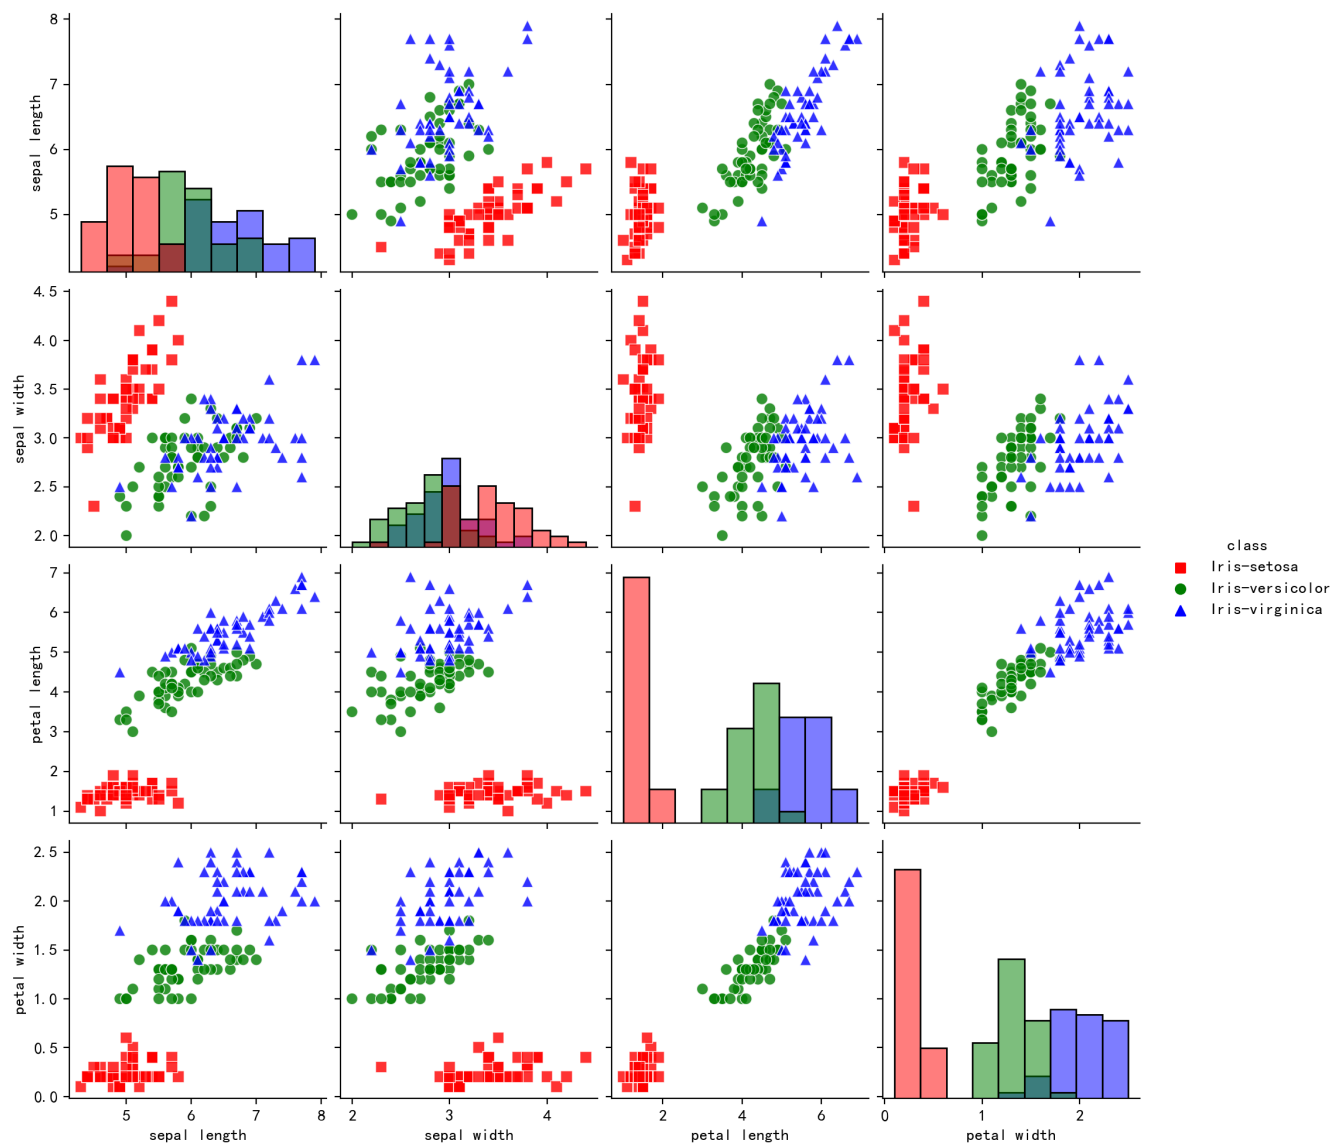 8
7
6
5
sepal length
4.5
4.0
3.5
3.0
2.5
2.0
sepal width
class
Iris-setosa
Iris-versicolor
Iris-virginica
7
6
5
4
3
2
1
petal length
2.5
2.0
1.5
1.0
0.5
0.0
petal width
5 6 7 8
2 3 4
2 4 6
0 1 2
sepal length
sepal width
petal length
petal width